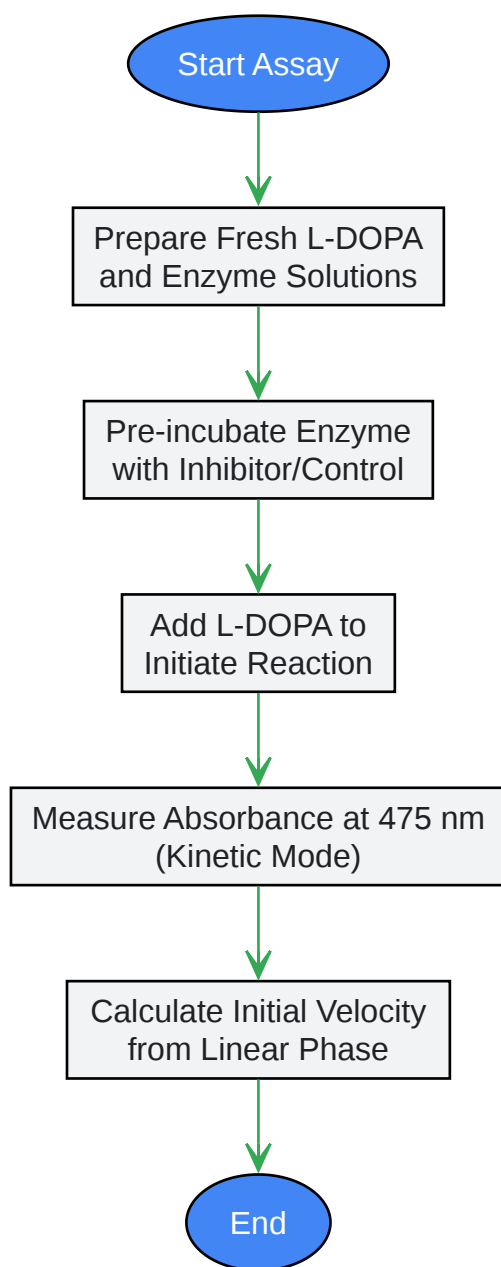 Start Assay
Prepare Fresh L-DOPA
and Enzyme Solutions
Pre-incubate Enzyme
with Inhibitor/Control
Add L-DOPA to
Initiate Reaction
Measure Absorbance at 475 nm
(Kinetic Mode)
Calculate Initial Velocity
from Linear Phase
End